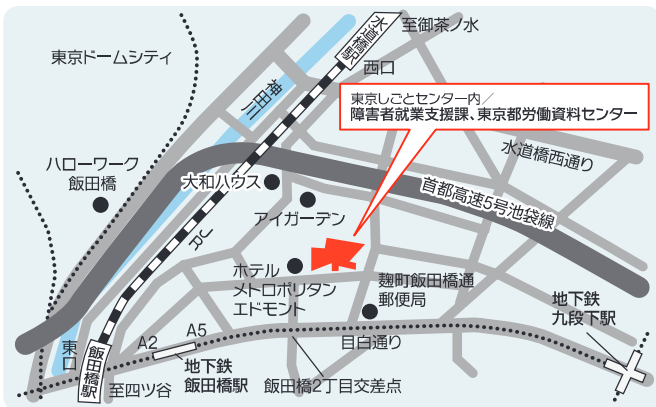 水道橋駅
至御茶ノ水
東京ドームシティ
西口
神田川
東京しごとセンター内／
障害者就業支援課、東京都労働資料センター
水道橋西通り
ハローワーク
飯田橋
大和ハウス
首都高速5号池袋線
アイガーデン
JR
ホテル
メトロポリタン
エドモント
麹町飯田橋通
郵便局
地下鉄
九段下駅
東口
飯田橋駅
A2
A5
目白通り
地下鉄
飯田橋駅
至四ツ谷
飯田橋2丁目交差点